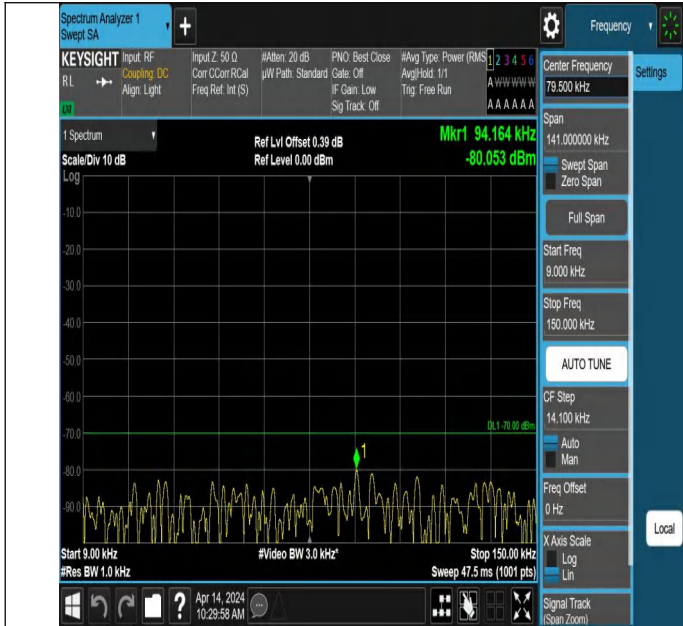 Spectrum Analyzer 1
Swept SA
Frequency
KEYSIGHT
RL
LXI
Input: RF
Coupling: DC
Align: Light
Input Z: 50 Ω
Corr CCorr RCal
Freq Ref: Int (S)
#Atten: 20 dB
µW Path: Standard
PNO: Best Close
Gate: Off
IF Gain: Low
Sig Track: Off
#Avg Type: Power (RMS
Avg|Hold: 1/1
Trig: Free Run
1 2 3 4 5 6
A W W W W W
A A A A A A
1 Spectrum
Scale/Div 10 dB
Ref Lvl Offset 0.39 dB
Ref Level 0.00 dBm
Mkr1 94.164 kHz
-80.053 dBm
Log
-10.0
-20.0
-30.0
-40.0
-50.0
-60.0
-70.0
-80.0
-90.0
DL1 -70.00 dBm
1
Start 9.00 kHz
#Res BW 1.0 kHz
#Video BW 3.0 kHz*
Stop 150.00 kHz
Sweep 47.5 ms (1001 pts)
?
Apr 14, 2024
10:29:58 AM
Center Frequency
79.500 kHz
Settings
Span
141.000000 kHz
Swept Span
Zero Span
Full Span
Start Freq
9.000 kHz
Stop Freq
150.000 kHz
AUTO TUNE
CF Step
14.100 kHz
Auto
Man
Freq Offset
0 Hz
X Axis Scale
Log
Lin
Local
Signal Track
(Span Zoom)